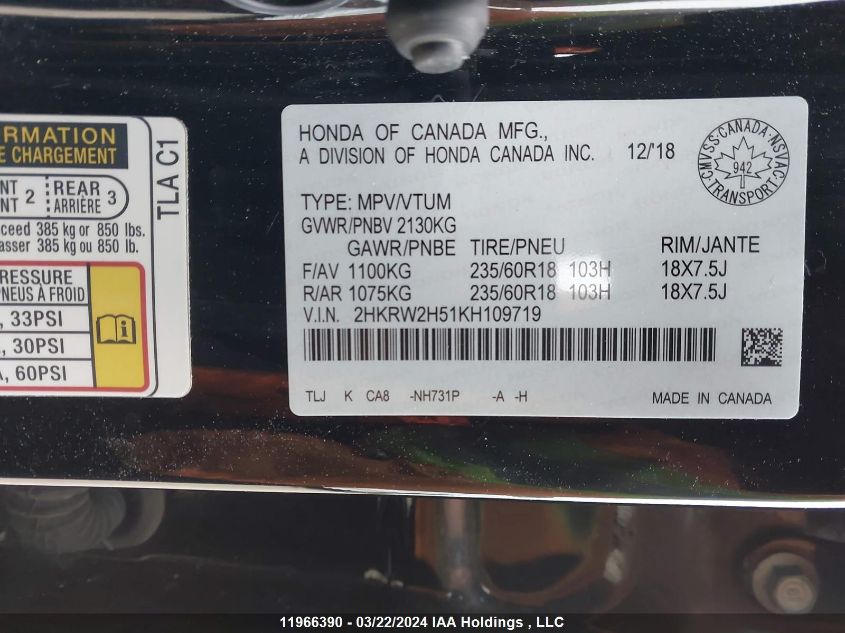 RMATION
E CHARGEMENT
NT 2 REAR 3
NT ARRIÈRE
ceed 385 kg or 850 lbs.
asser 385 kg ou 850 lb.
PRESSURE
PNEUS À FROID
, 33PSI
, 30PSI
A, 60PSI
TLA C1
HONDA OF CANADA MFG.,
A DIVISION OF HONDA CANADA INC. 12/'18
CMVSS-CANADA-NSVAC
942
TRANSPORT
TYPE: MPV/VTUM
GVWR/PNBV 2130KG
GAWR/PNBE TIRE/PNEU RIM/JANTE
F/AV 1100KG 235/60R18 103H 18X7.5J
R/AR 1075KG 235/60R18 103H 18X7.5J
V.I.N. 2HKRW2H51KH109719
TLJ K CA8 -NH731P -A -H MADE IN CANADA
11966390 - 03/22/2024 IAA Holdings , LLC